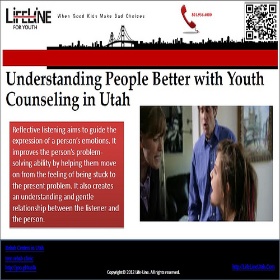 LIFELINE
FOR YOUTH
When Good Kids Make Bad Choices
Understanding People Better with Youth
Counseling in Utah
Reflective listening aims to guide the
expression of a person's emotions. It
improves the person's problem-
solving ability by helping them move
on from the feeling of being stuck to
the present problem. It also creates
an understanding and gentle
relationship between the listener and
the person.
Copyright © 2013 LifeLine. All rights reserved.